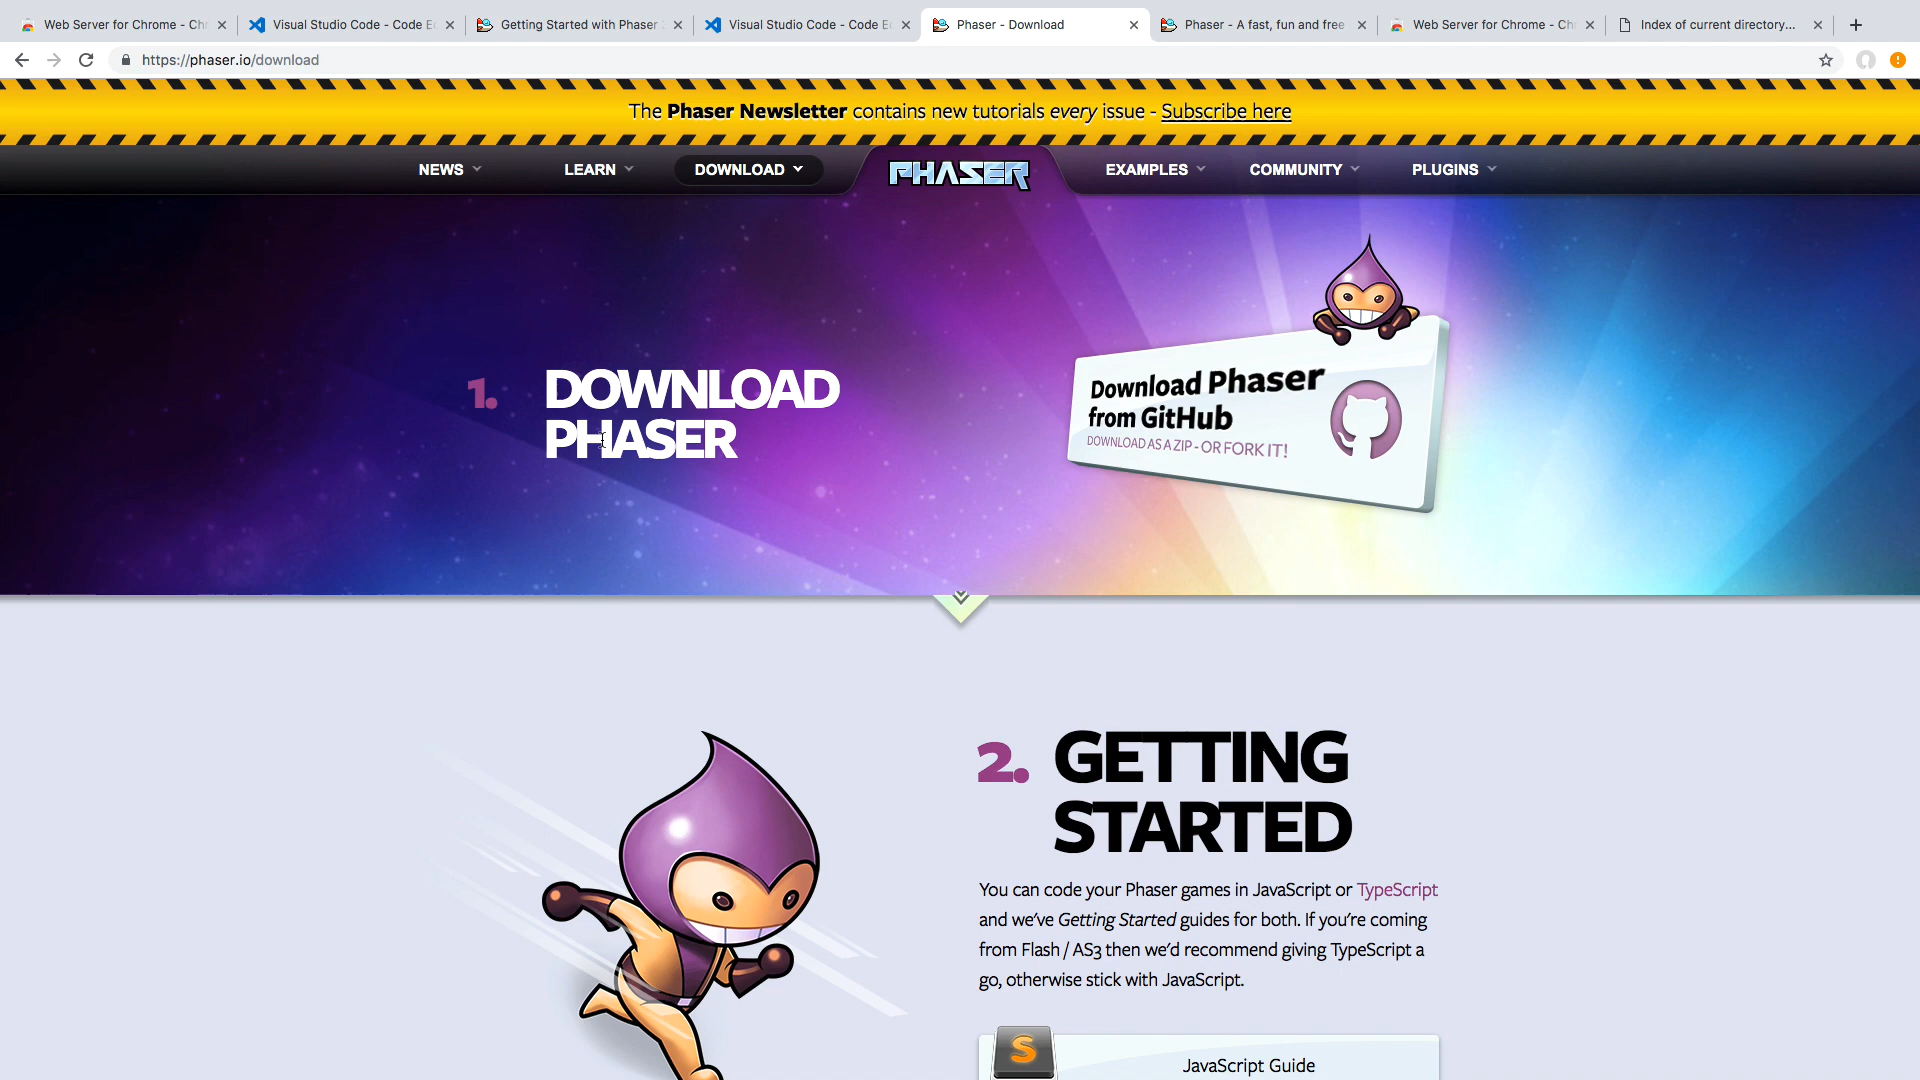 Web Server for Chrome - Ch
Visual Studio Code - Code E
Getting Started with Phaser
Visual Studio Code - Code E
Phaser - Download
Phaser - A fast, fun and free
Web Server for Chrome - Ch
Index of current directory...
https://phaser.io/download
The Phaser Newsletter contains new tutorials every issue - Subscribe here
NEWS
LEARN
DOWNLOAD
PHASER
EXAMPLES
COMMUNITY
PLUGINS
1. DOWNLOAD
PHASER
Download Phaser
from GitHub
DOWNLOAD AS A ZIP - OR FORK IT!
2. GETTING
STARTED
You can code your Phaser games in JavaScript or TypeScript
and we've Getting Started guides for both. If you're coming
from Flash / AS3 then we'd recommend giving TypeScript a
go, otherwise stick with JavaScript.
S
JavaScript Guide